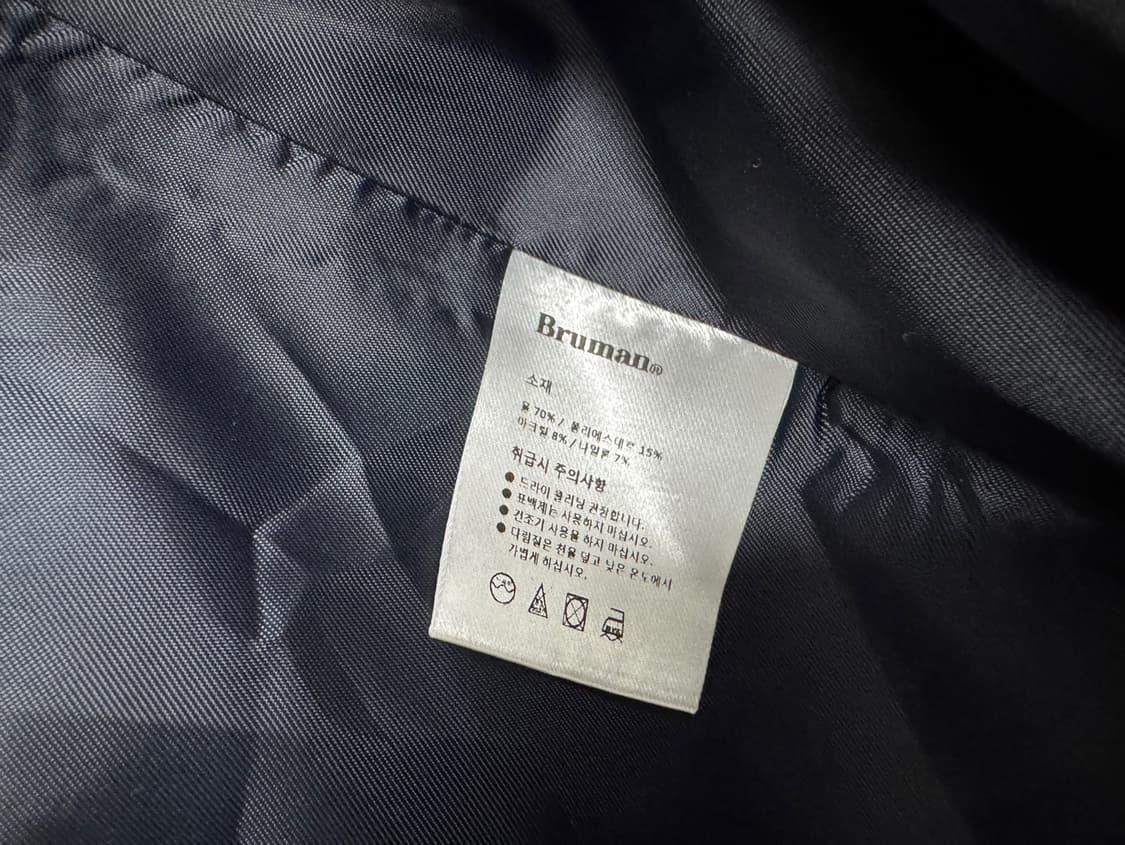 Bruman®
소재
울 70% / 폴리에스테르 15%
아크릴 8% / 나일론 7%
취급시 주의사항
● 드라이 클리닝 권장합니다.
● 표백제는 사용하지 마십시오.
● 건조기 사용을 하지 마십시오.
● 다림질은 천을 덮고 낮은 온도에서
가볍게 하십시오.